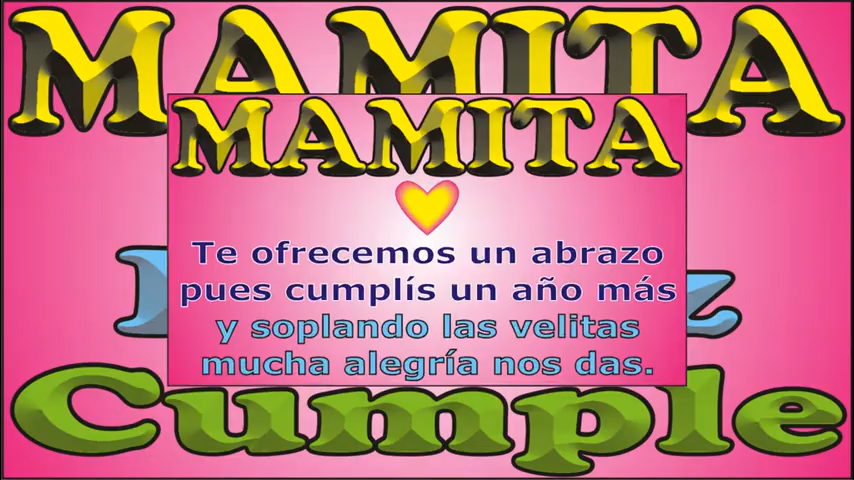 MAMITA
MAMITA
Te ofrecemos un abrazo
pues cumplís un año más
y soplando las velitas
mucha alegría nos das.
Cumple